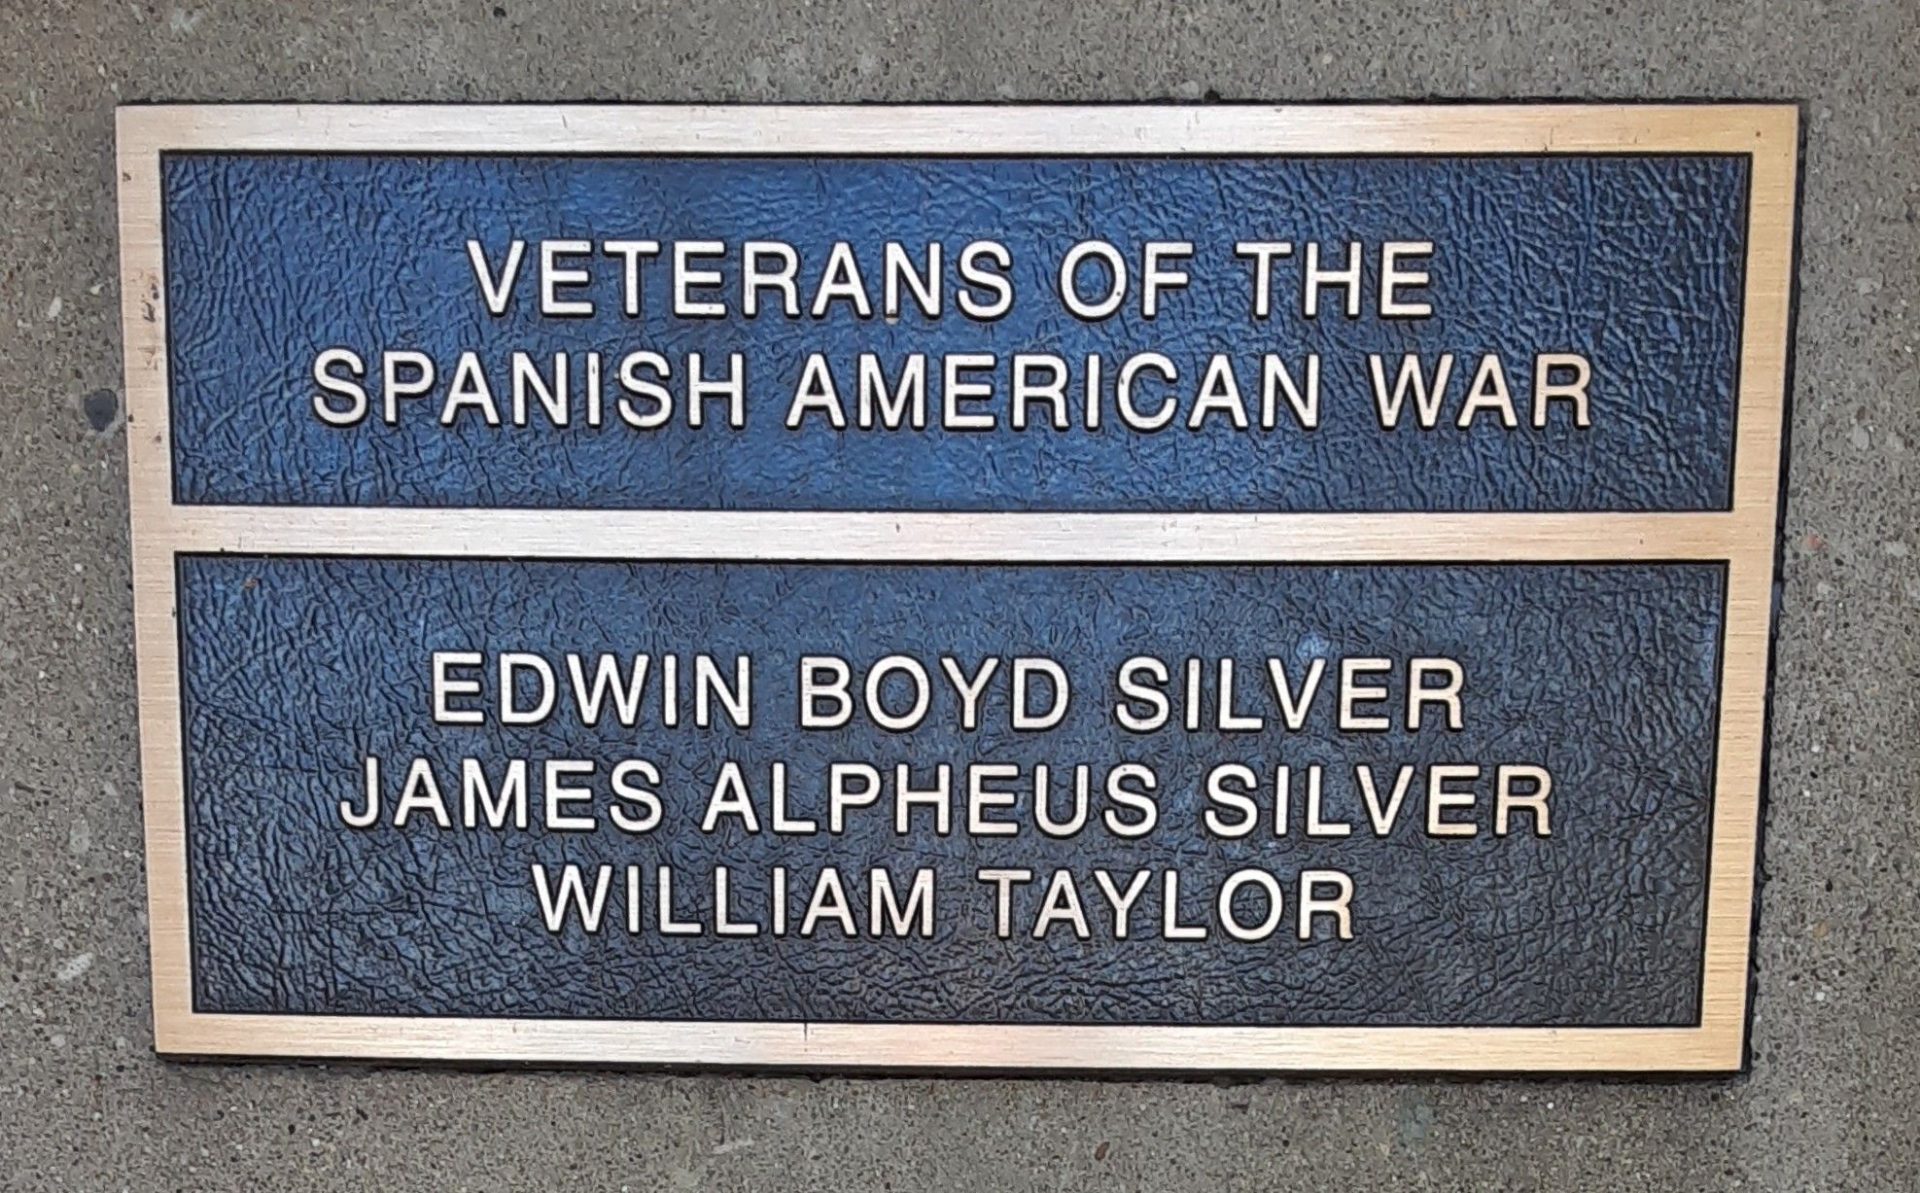 VETERANS OF THE
SPANISH AMERICAN WAR
EDWIN BOYD SILVER
JAMES ALPHEUS SILVER
WILLIAM TAYLOR